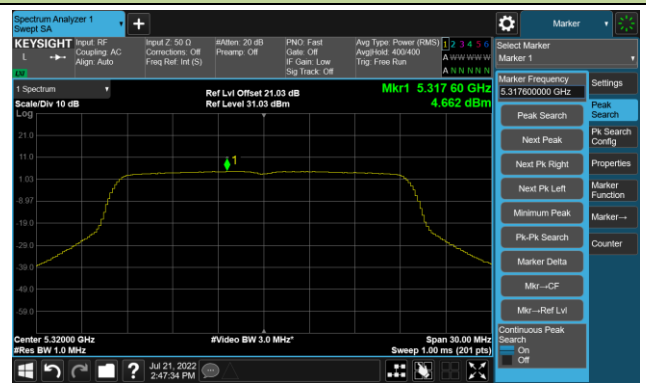 Spectrum Analyzer 1
Swept SA
+
Marker
KEYSIGHT
L
LU
Input: RF
Coupling: AC
Align: Auto
Input Z: 50 Ω
Corrections: Off
Freq Ref: Int (S)
#Atten: 20 dB
Preamp: Off
PNO: Fast
Gate: Off
IF Gain: Low
Sig Track: Off
Avg Type: Power (RMS)
Avg|Hold: 400/400
Trig: Free Run
1 2 3 4 5 6
A W W W W W
A N N N N N
Select Marker
Marker 1
1 Spectrum
Scale/Div 10 dB
Log
Ref Lvl Offset 21.03 dB
Ref Level 31.03 dBm
Mkr1 5.317 60 GHz
4.662 dBm
21.0
11.0
1.03
-8.97
-19.0
-29.0
-39.0
-49.0
-59.0
1
Center 5.32000 GHz
#Res BW 1.0 MHz
#Video BW 3.0 MHz*
Span 30.00 MHz
Sweep 1.00 ms (201 pts)
Marker Frequency
5.317600000 GHz
Peak Search
Next Peak
Next Pk Right
Next Pk Left
Minimum Peak
Pk-Pk Search
Marker Delta
Mkr→CF
Mkr→Ref Lvl
Continuous Peak
Search
On
Off
Settings
Peak
Search
Pk Search
Config
Properties
Marker
Function
Marker→
Counter
?
Jul 21, 2022
2:47:34 PM